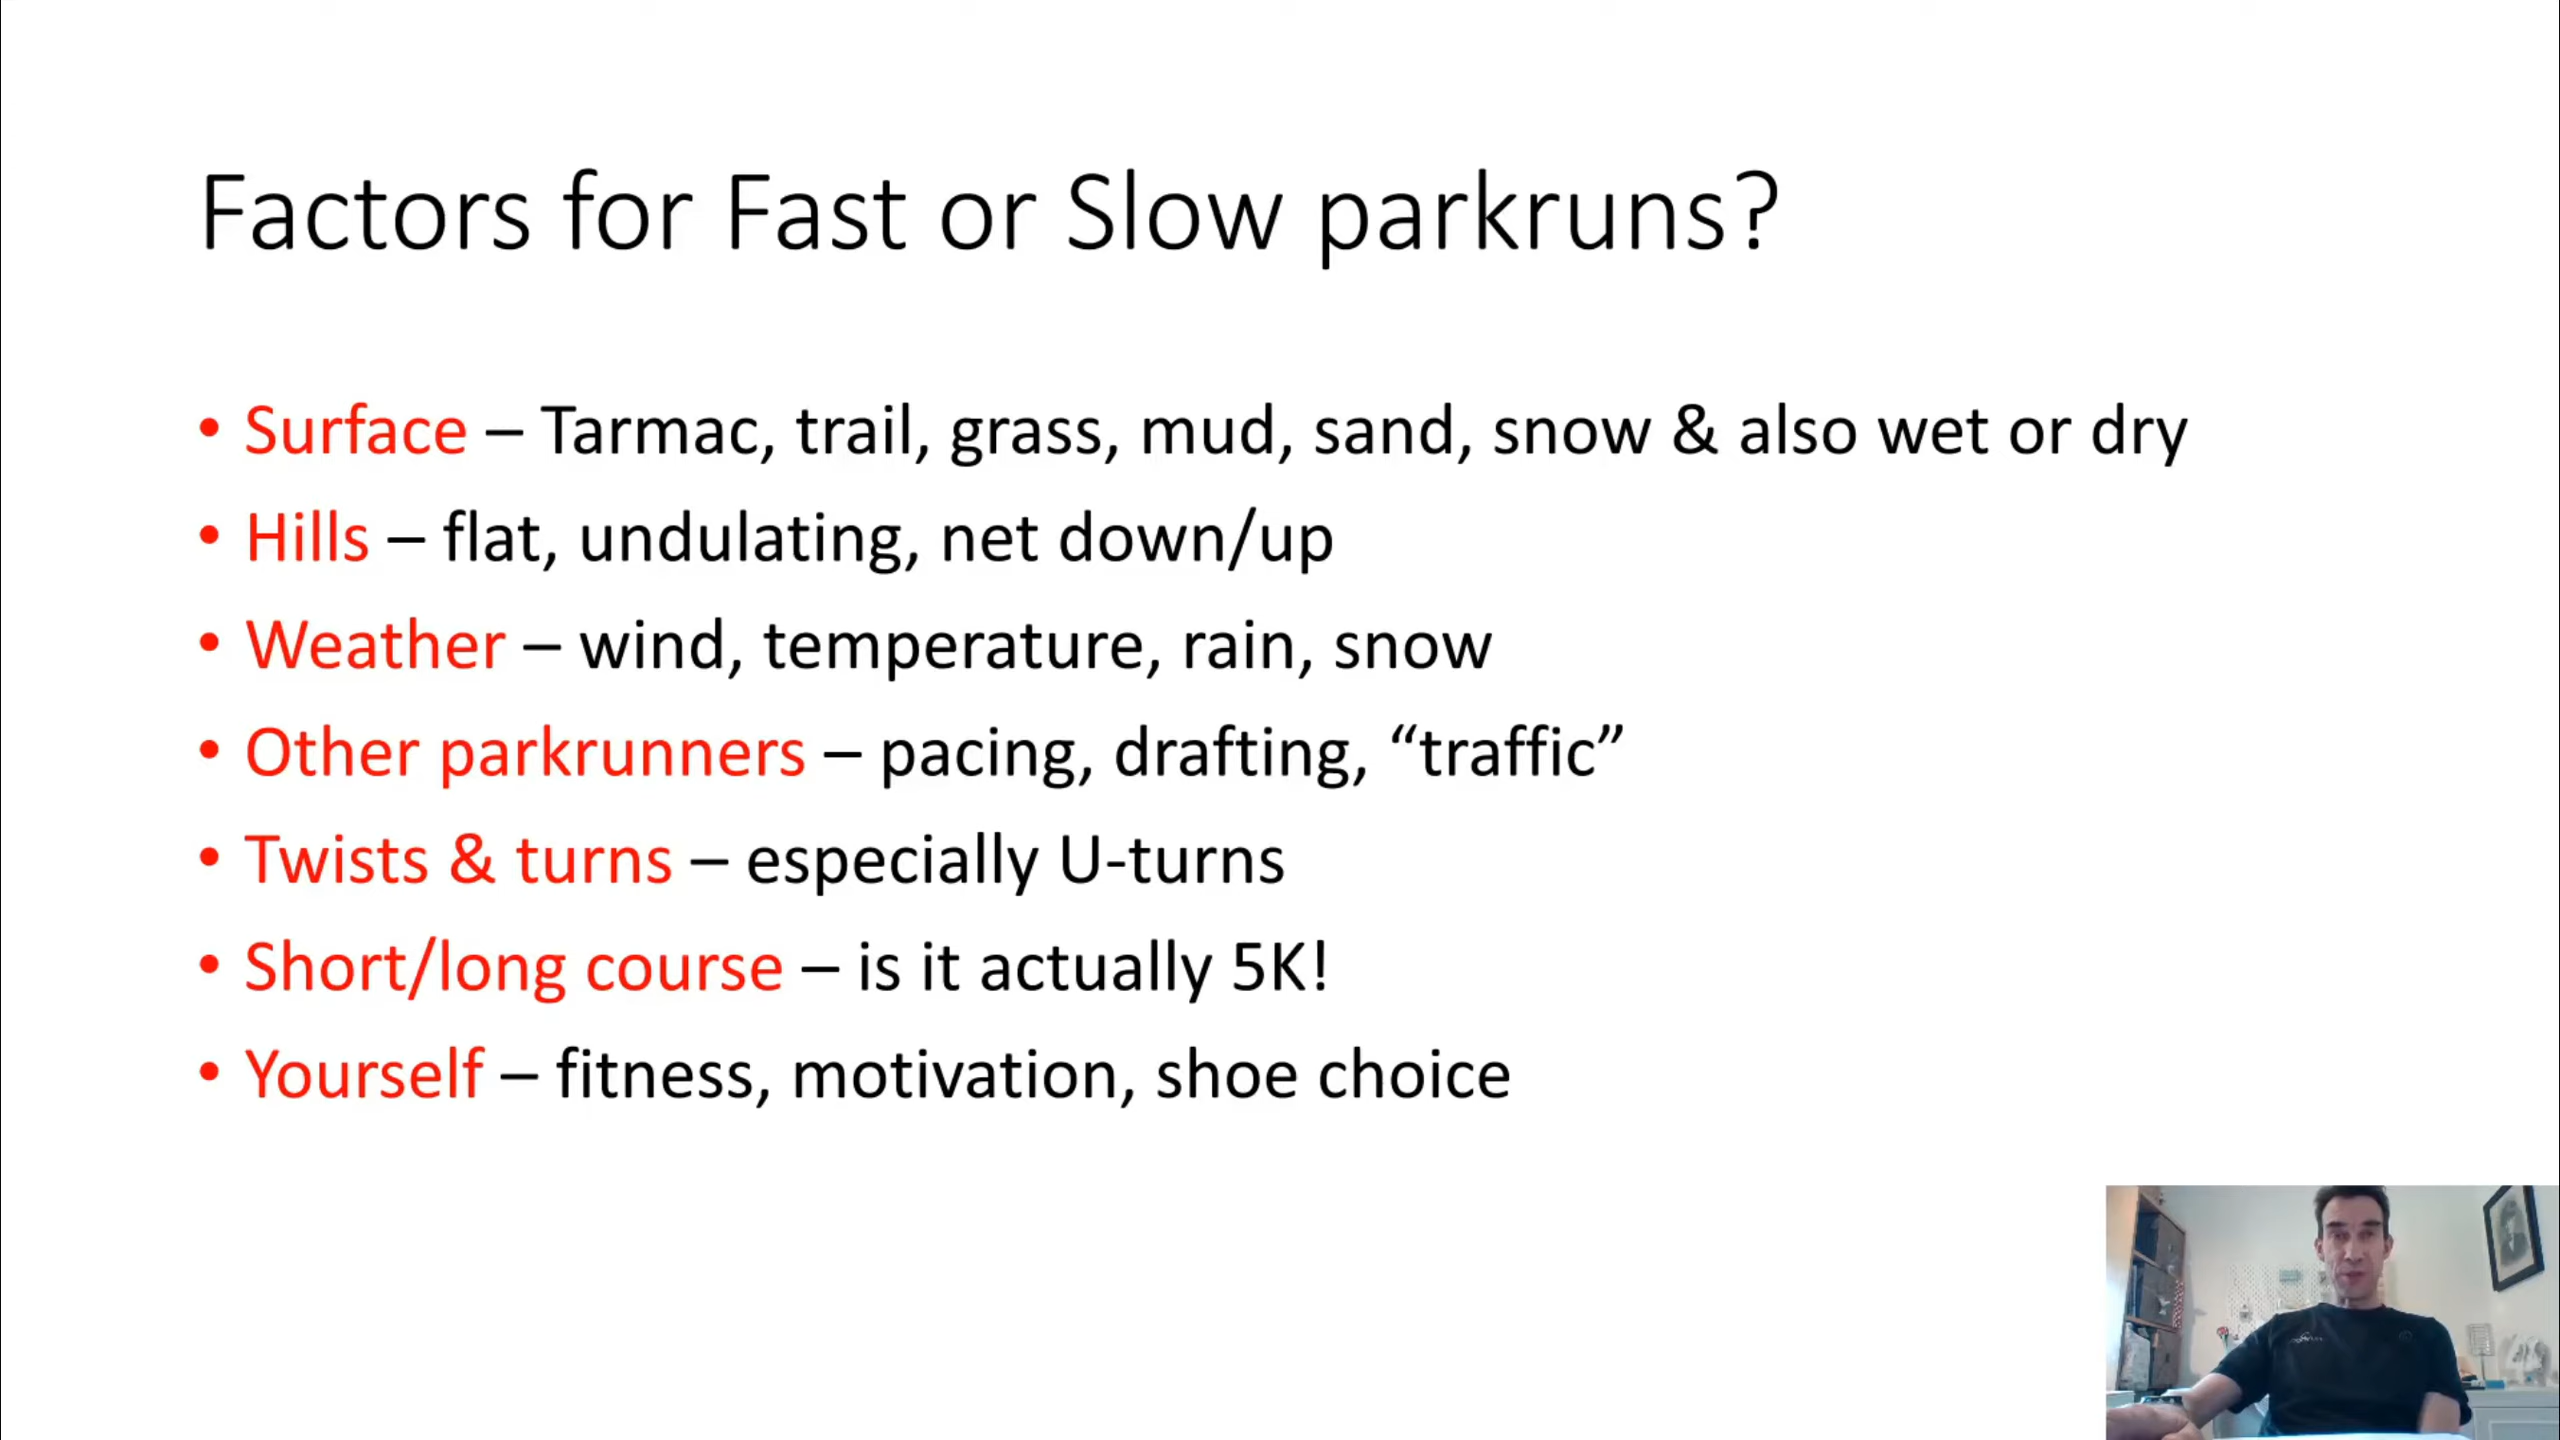 Factors for Fast or Slow parkruns?
• Surface – Tarmac, trail, grass, mud, sand, snow & also wet or dry
• Hills – flat, undulating, net down/up
• Weather – wind, temperature, rain, snow
• Other parkrunners – pacing, drafting, “traffic”
• Twists & turns – especially U-turns
• Short/long course – is it actually 5K!
• Yourself – fitness, motivation, shoe choice